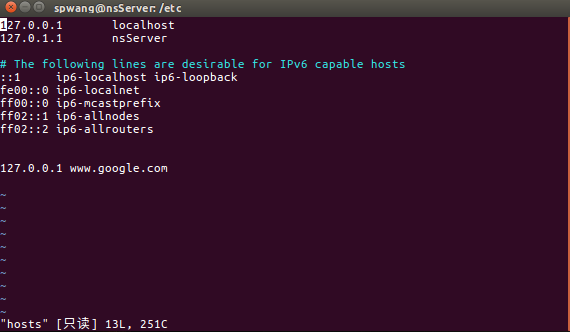 spwang@nsServer: /etc
127.0.0.1       localhost
127.0.1.1       nsServer
# The following lines are desirable for IPv6 capable hosts
::1     ip6-localhost ip6-loopback
fe00::0 ip6-localnet
ff00::0 ip6-mcastprefix
ff02::1 ip6-allnodes
ff02::2 ip6-allrouters
127.0.0.1 www.google.com
~
~
~
~
~
~
~
~
~
~
"hosts" [只读] 13L, 251C